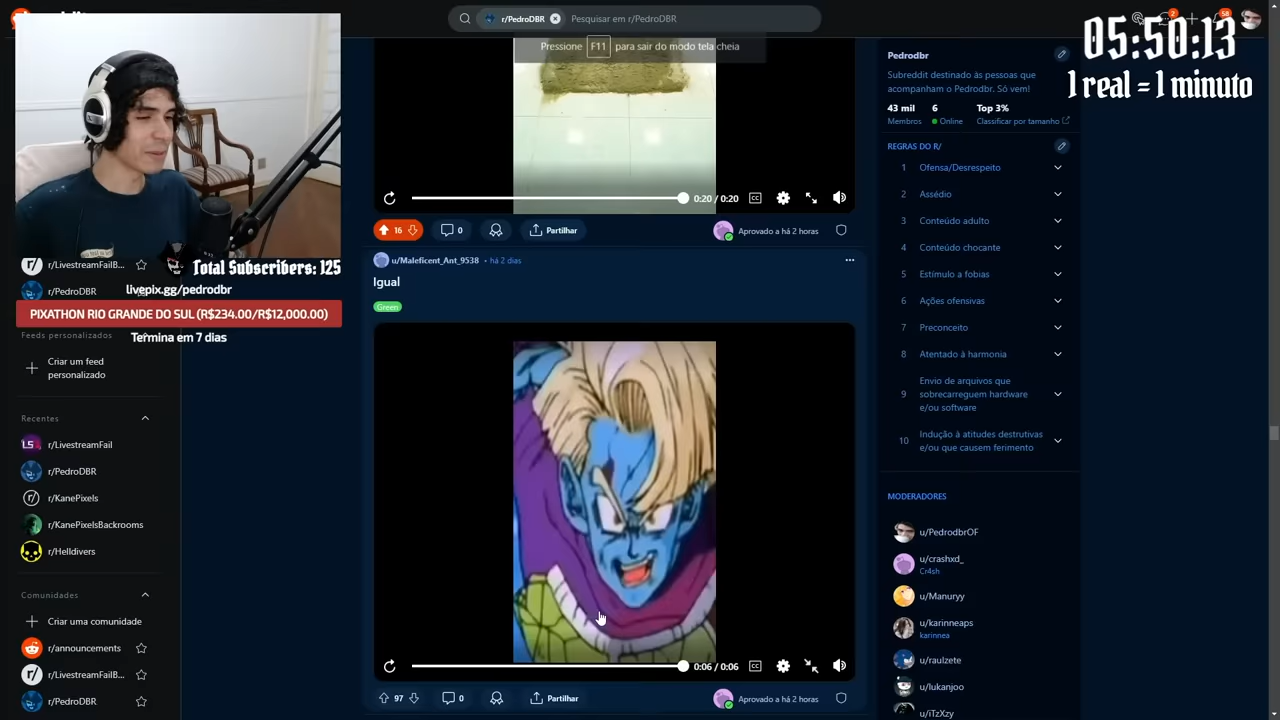 r/PedroDBR
Pesquisar em r/PedroDBR
2
58
Pressione F11 para sair do modo tela cheia
05:50:13
1 real = 1 minuto
0:20 / 0:20
16
0
Partilhar
Aprovado a há 2 horas
u/Maleficent_Ant_9538 • há 2 dias
Igual
Green
0:06 / 0:06
97
0
Partilhar
Aprovado a há 2 horas
r/LivestreamFailB...
Total Subscribers: 125
r/PedroDBR
livepix.gg/pedrodbr
PIXATHON RIO GRANDE DO SUL (R$234.00/R$12,000.00)
Feeds personalizados
Termina em 7 dias
Criar um feed
personalizado
Recentes
r/LivestreamFail
r/PedroDBR
r/KanePixels
r/KanePixelsBackrooms
r/Helldivers
Comunidades
Criar uma comunidade
r/announcements
r/LivestreamFailB...
r/PedroDBR
Pedrodbr
Subreddit destinado às pessoas que
acompanham o Pedrodbr. Só vem!
43 mil 6 Top 3%
Membros Online Classificar por tamanho
REGRAS DO R/
1 Ofensa/Desrespeito
2 Assédio
3 Conteúdo adulto
4 Conteúdo chocante
5 Estímulo a fobias
6 Ações ofensivas
7 Preconceito
8 Atentado à harmonia
9 Envio de arquivos que
sobrecarreguem hardware
e/ou software
10 Indução à atitudes destrutivas
e/ou que causem ferimento
MODERADORES
u/PedrodbrOF
u/crashxd_
Cr4sh
u/Manuryy
u/karinneaps
karinnea
u/raulzete
u/lukanjoo
u/iTzXzy